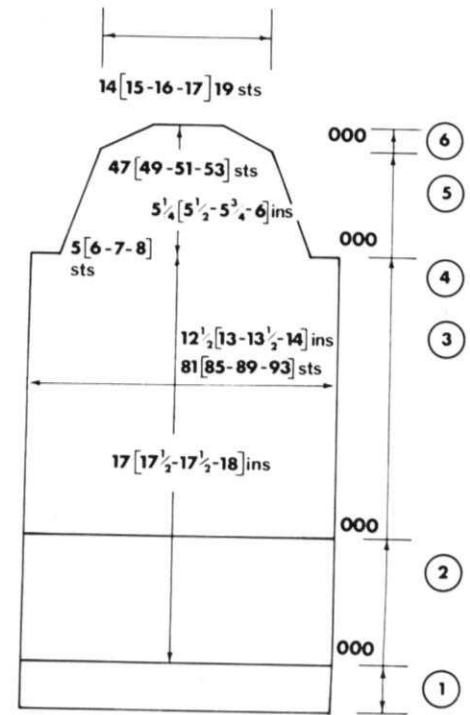 14[15-16-17]19 sts
000
6
47[49-51-53]sts
5
5¼[5½-5¾-6]ins
000
5[6-7-8]
sts
4
12½[13-13½-14]ins
3
81[85-89-93]sts
17[17½-17½-18]ins
000
2
000
1